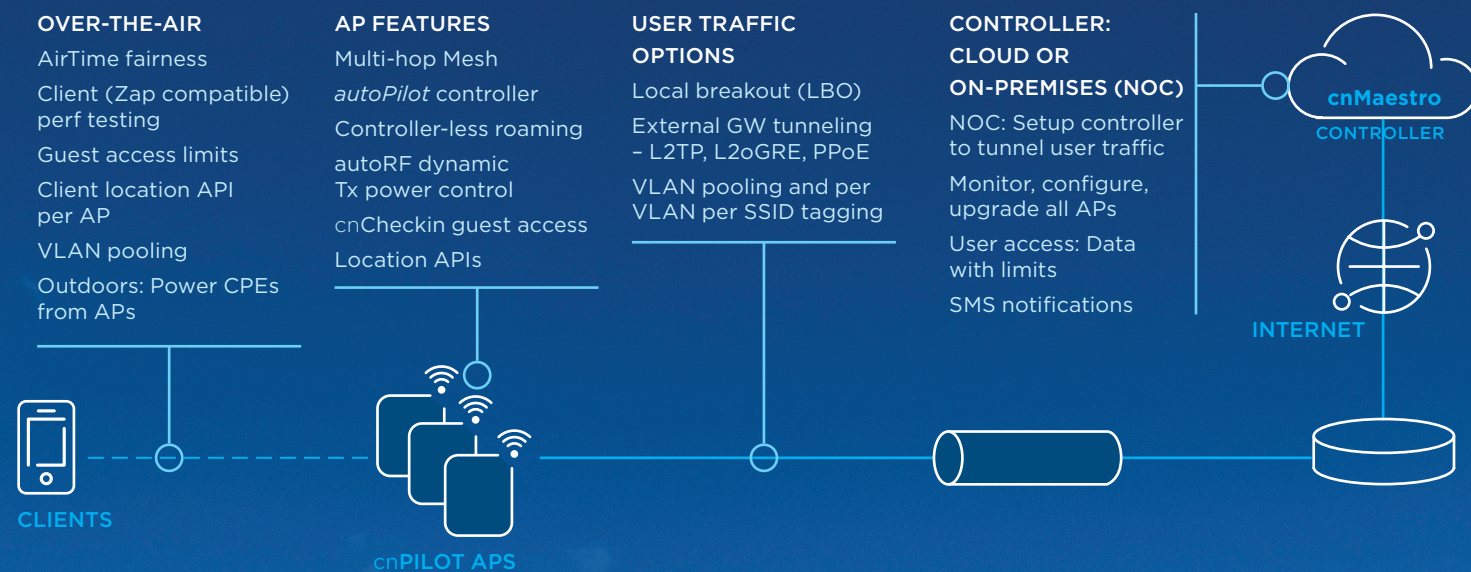 OVER-THE-AIR
AirTime fairness
Client (Zap compatible)
perf testing
Guest access limits
Client location API
per AP
VLAN pooling
Outdoors: Power CPEs
from APs
AP FEATURES
Multi-hop Mesh
autoPilot controller
Controller-less roaming
autoRF dynamic
Tx power control
cnCheckin guest access
Location APIs
USER TRAFFIC
OPTIONS
Local breakout (LBO)
External GW tunneling
– L2TP, L2oGRE, PPoE
VLAN pooling and per
VLAN per SSID tagging
CONTROLLER:
CLOUD OR
ON-PREMISES (NOC)
NOC: Setup controller
to tunnel user traffic
Monitor, configure,
upgrade all APs
User access: Data
with limits
SMS notifications
cnMaestro
CONTROLLER
INTERNET
CLIENTS
cnPILOT APS